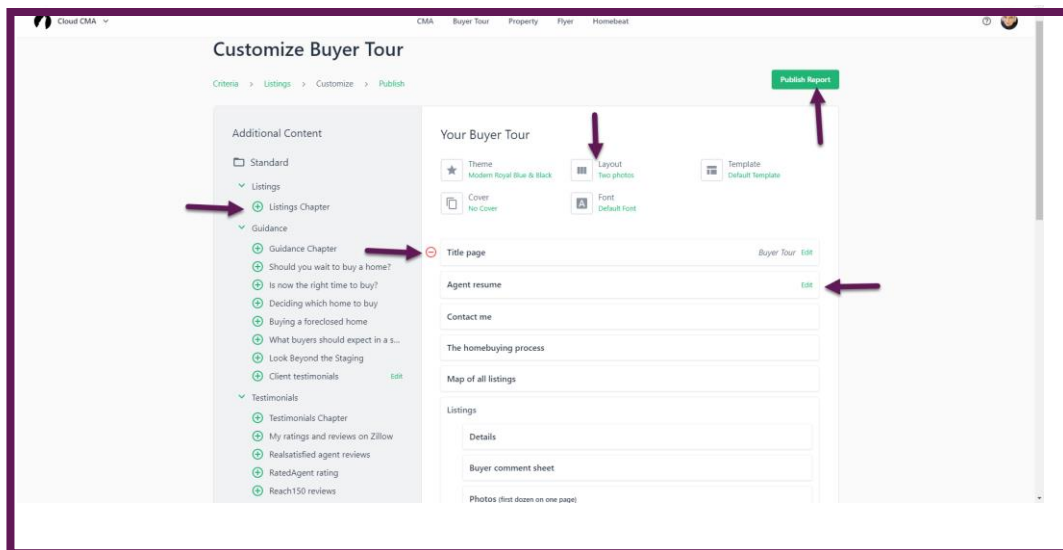 Cloud CMA
CMA Buyer Tour Property Flyer Homebeat
Customize Buyer Tour
Criteria > Listings > Customize > Publish
Publish Report
Additional Content
Standard
Listings
Listings Chapter
Guidance
Guidance Chapter
Should you wait to buy a home?
Is now the right time to buy?
Deciding which home to buy
Buying a foreclosed home
What buyers should expect in a s...
Look Beyond the Staging
Client testimonials Edit
Testimonials
Testimonials Chapter
My ratings and reviews on Zillow
Realsatisfied agent reviews
RatedAgent rating
Reach150 reviews
Your Buyer Tour
Theme
Modern Royal Blue & Black
Layout
Two photos
Template
Default Template
Cover
No Cover
Font
Default Font
Title page Buyer Tour Edit
Agent resume Edit
Contact me
The homebuying process
Map of all listings
Listings
Details
Buyer comment sheet
Photos (first dozen on one page)